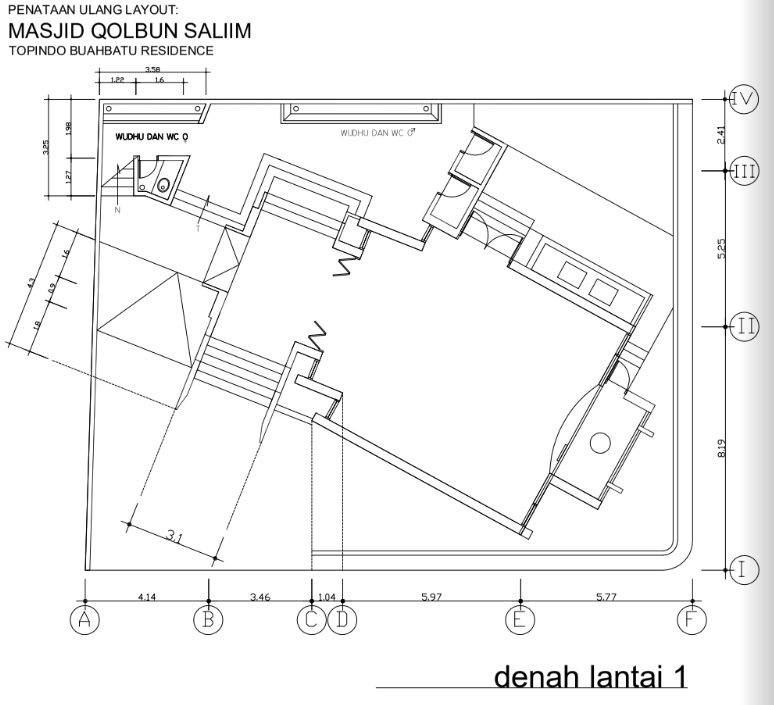 PENATAAN ULANG LAYOUT:
MASJID QOLBUN SALIIM
TOPINDO BUAHBATU RESIDENCE
3.58
1.22 1.6
IV
WUDHU DAN WC ♀
WUDHU DAN WC ♂
1.98
3.25
1.27
2.41
III
N
T
5.25
1.6
4.3
0.9
1.8
II
8.19
3.1
I
4.14 3.46 1.04 5.97 5.77
A B C D E F
denah lantai 1